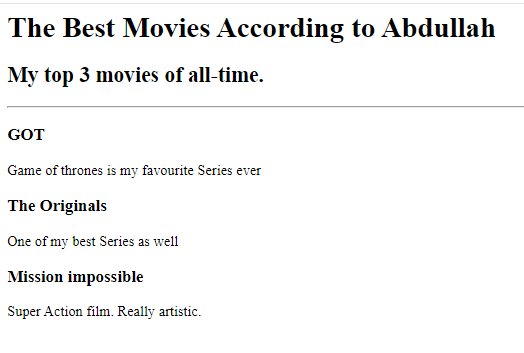 The Best Movies According to Abdullah
My top 3 movies of all-time.
GOT
Game of thrones is my favourite Series ever
The Originals
One of my best Series as well
Mission impossible
Super Action film. Really artistic.